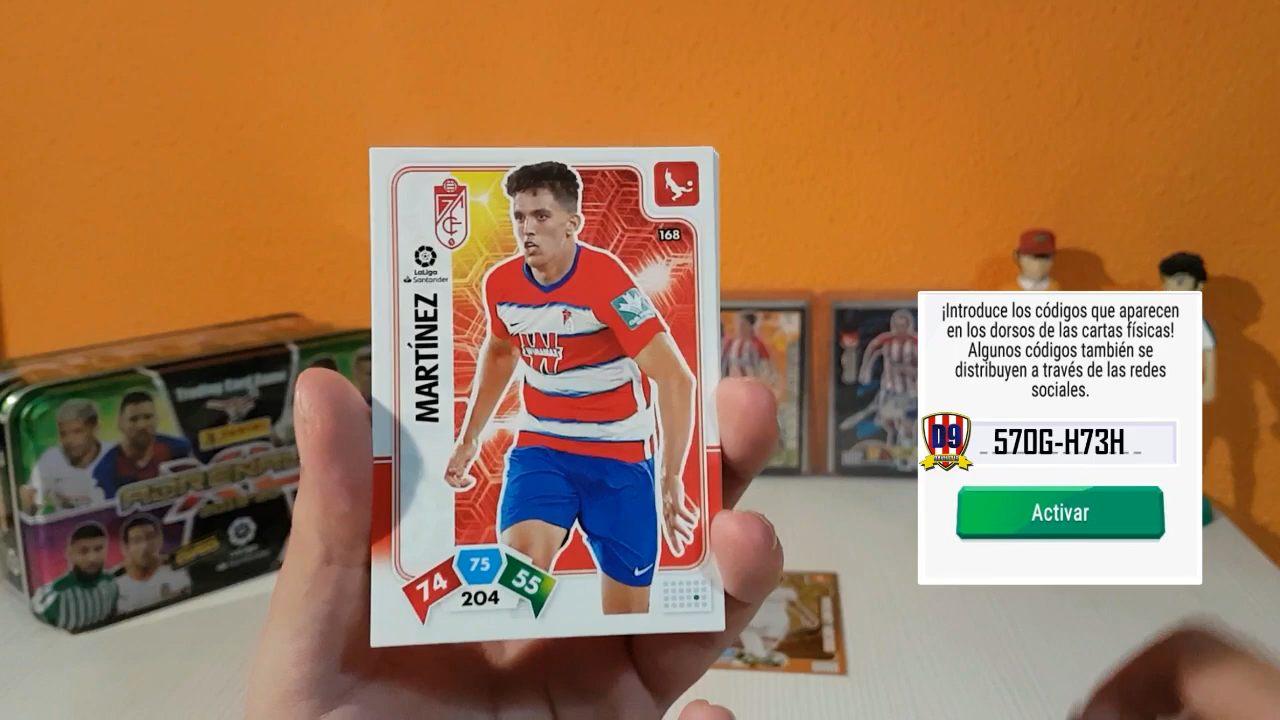 168
LaLiga
Santander
MARTÍNEZ
74
75
55
204
PANINI
¡Introduce los códigos que aparecen
en los dorsos de las cartas físicas!
Algunos códigos también se
distribuyen a través de las redes
sociales.
D9
570G-H73H
Activar